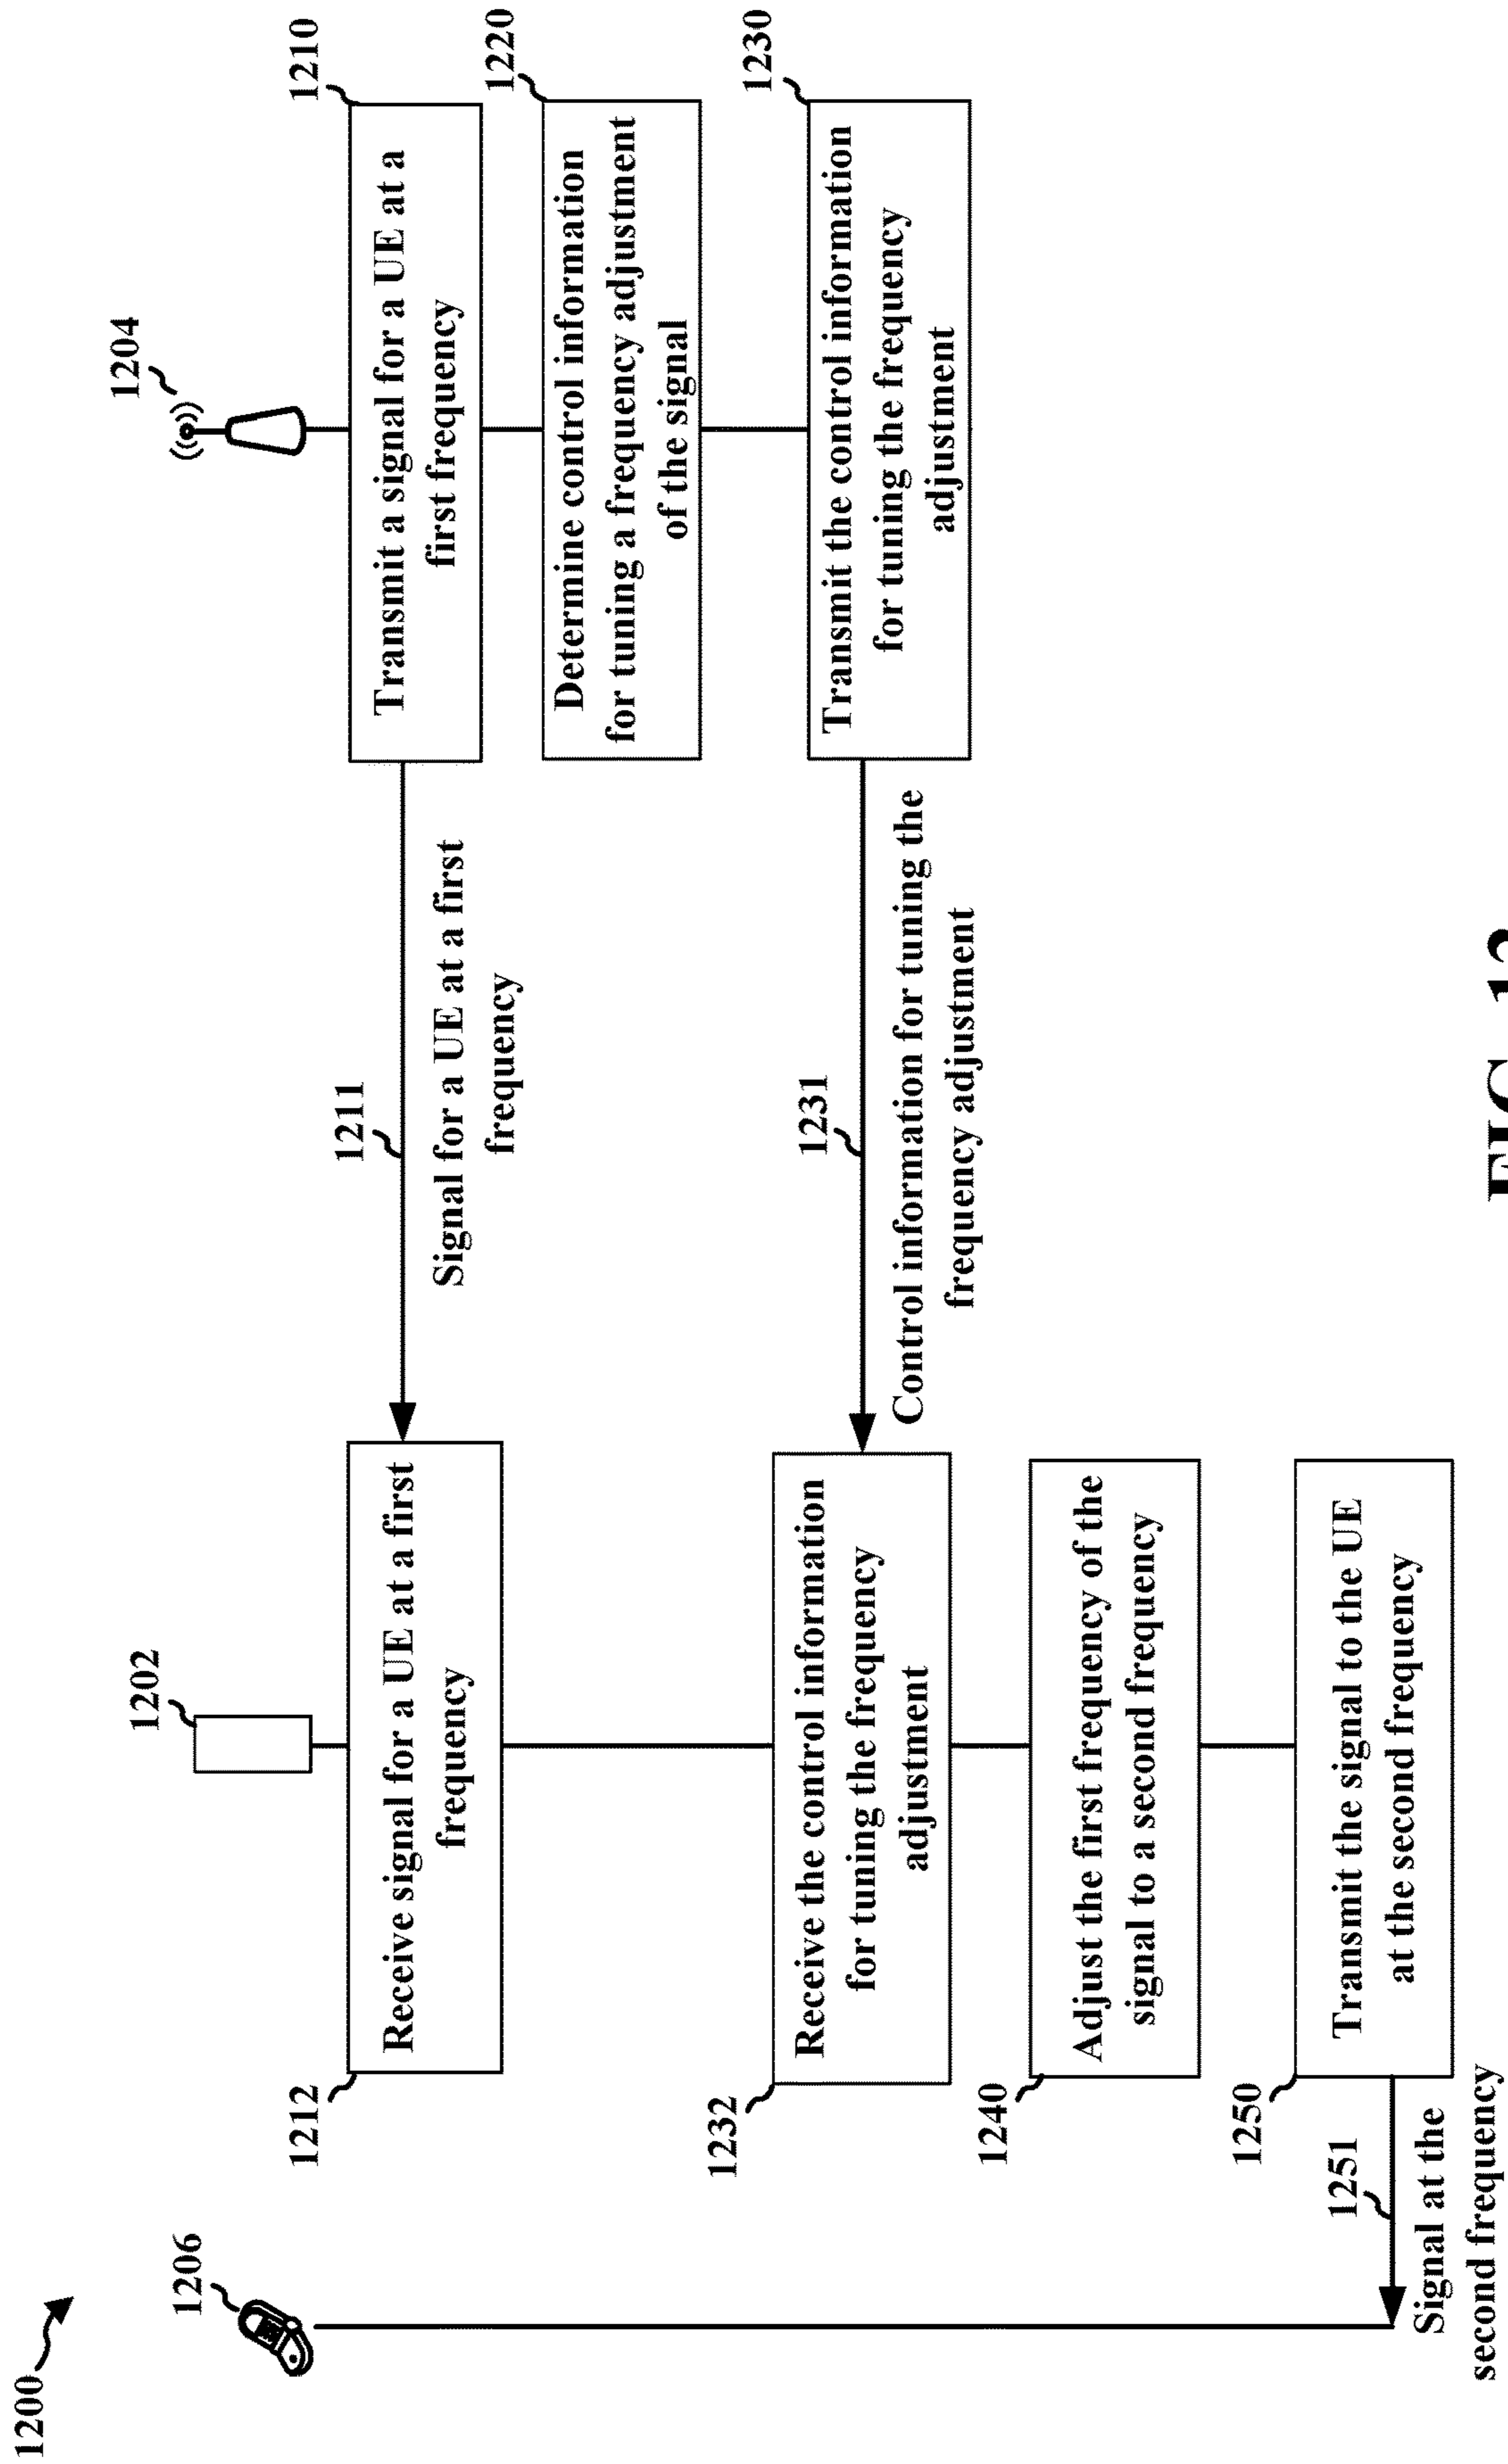 1200
1206
1202
1204
1212
Receive signal for a UE at a first
frequency
1211
Signal for a UE at a first
frequency
1210
Transmit a signal for a UE at a
first frequency
1220
Determine control information
for tuning a frequency adjustment
of the signal
1232
Receive the control information
for tuning the frequency
adjustment
1231
Control information for tuning the
frequency adjustment
1230
Transmit the control information
for tuning the frequency
adjustment
1240
Adjust the first frequency of the
signal to a second frequency
1250
Transmit the signal to the UE
at the second frequency
1251
Signal at the
second frequency
FIG